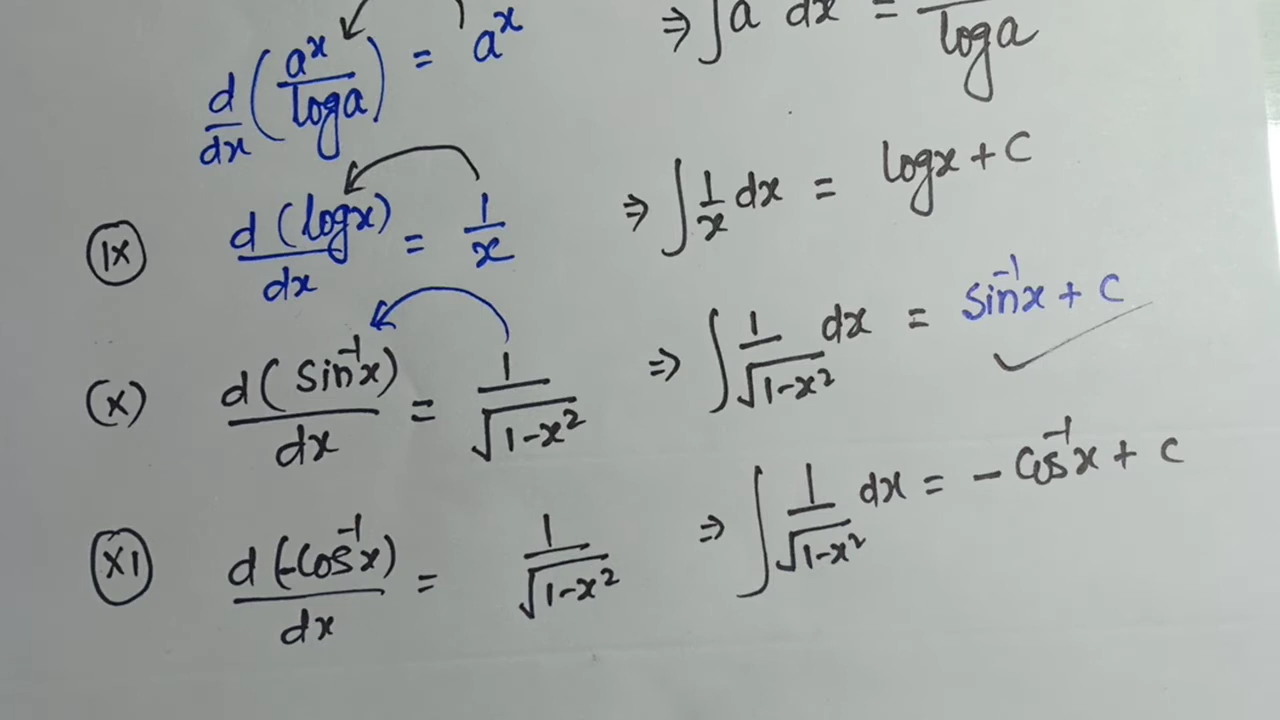 d/dx (a^x / log a) = a^x ⇒ ∫ a dx = / log a
(IX) d(log x)/dx = 1/x ⇒ ∫ 1/x dx = log x + C
(X) d(Sin⁻¹x)/dx = 1/√(1-x²) ⇒ ∫ 1/√(1-x²) dx = Sin⁻¹x + C
(XI) d(-Cos⁻¹x)/dx = 1/√(1-x²) ⇒ ∫ 1/√(1-x²) dx = - Cos⁻¹x + C